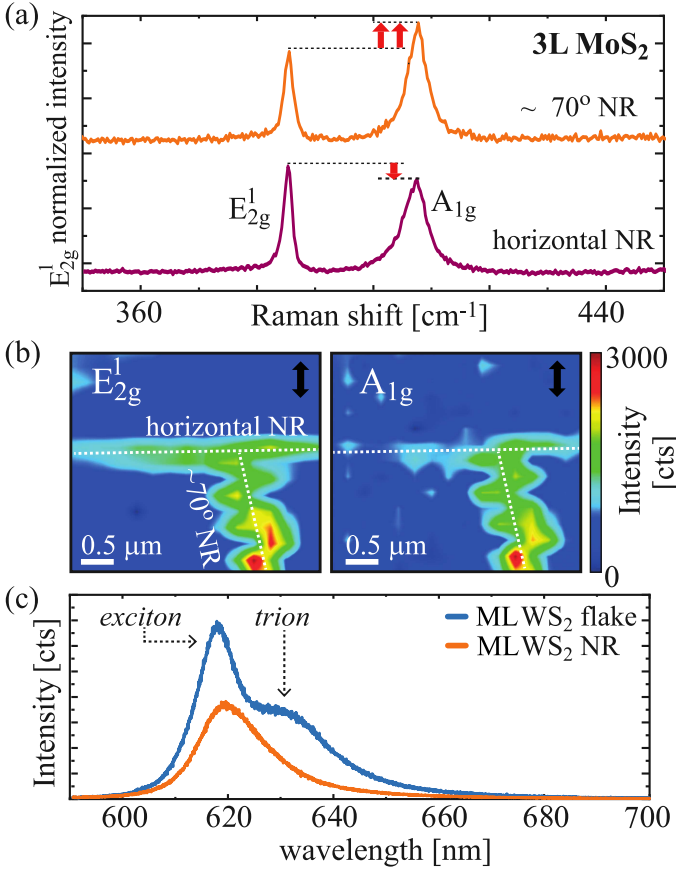 (a)
3L MoS₂
~ 70° NR
E¹₂g normalized intensity
E¹₂g
A₁g
horizontal NR
360
Raman shift [cm⁻¹]
440
(b)
E¹₂g
horizontal NR
~70° NR
0.5 µm
A₁g
0.5 µm
3000
Intensity
[cts]
0
(c)
exciton
trion
ML WS₂ flake
ML WS₂ NR
Intensity [cts]
600
620
640
660
680
700
wavelength [nm]